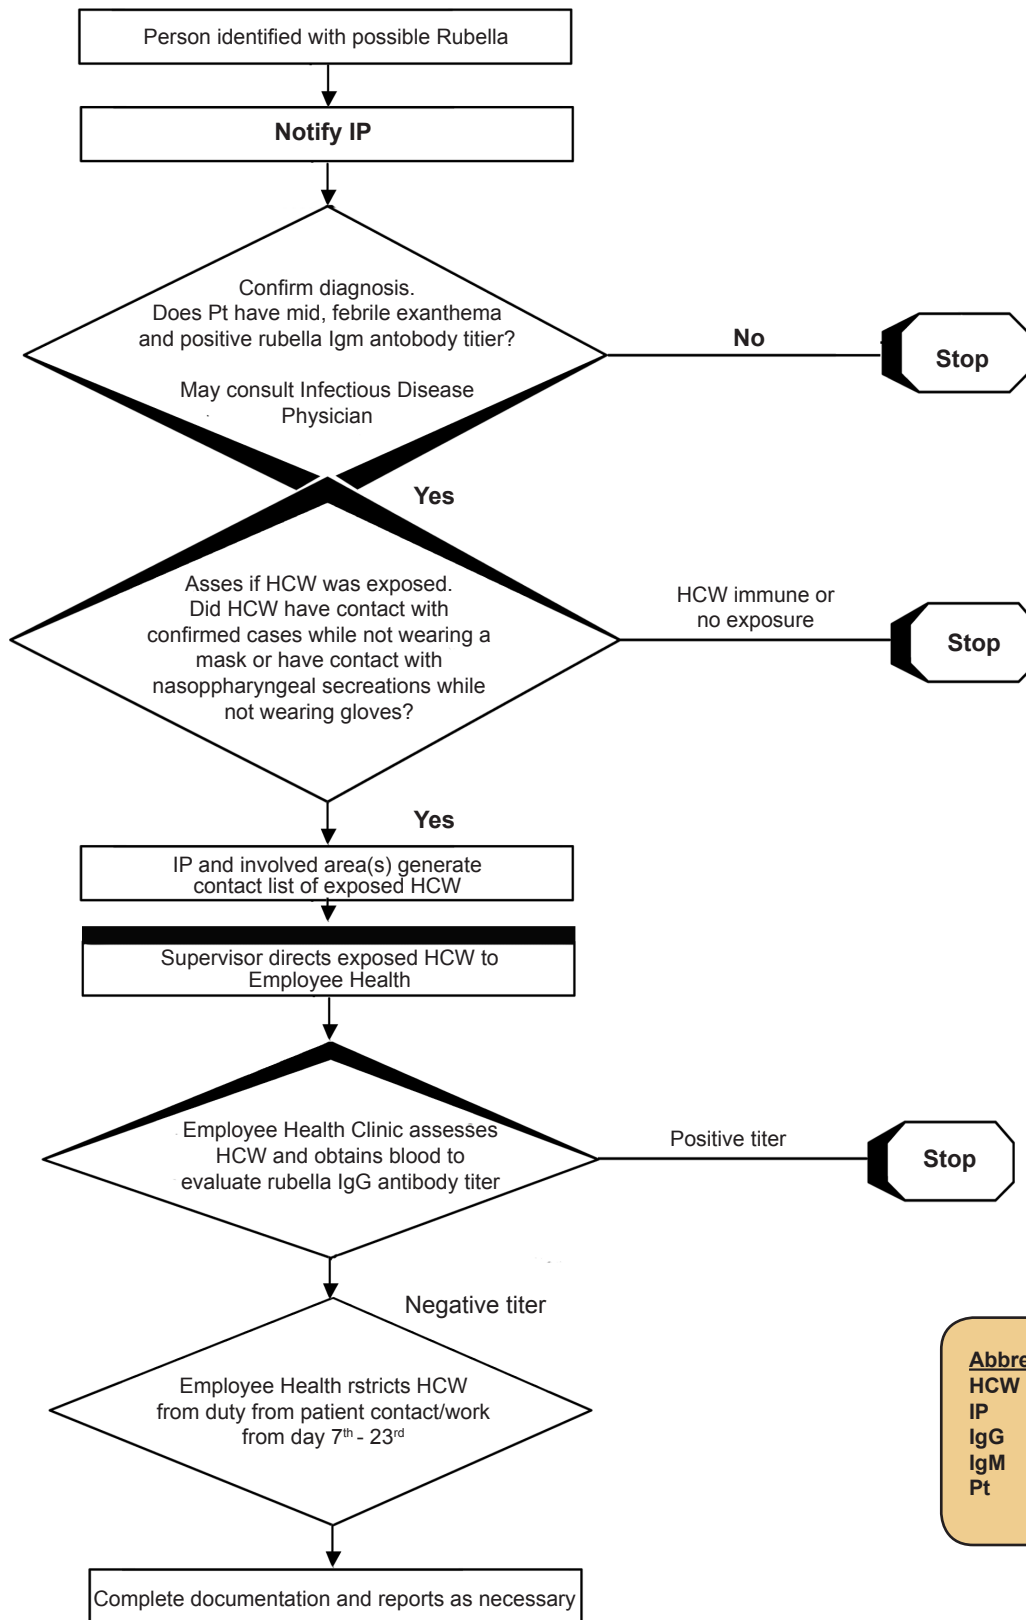 Person identified with possible Rubella
Notify IP
Confirm diagnosis.
Does Pt have mid, febrile exanthema
and positive rubella Igm antobody titier?
May consult Infectious Disease
Physician
No
Stop
Yes
Asses if HCW was exposed.
Did HCW have contact with
confirmed cases while not wearing a
mask or have contact with
nasoppharyngeal secreations while
not wearing gloves?
HCW immune or
no exposure
Stop
Yes
IP and involved area(s) generate
contact list of exposed HCW
Supervisor directs exposed HCW to
Employee Health
Employee Health Clinic assesses
HCW and obtains blood to
evaluate rubella IgG antibody titer
Positive titer
Stop
Negative titer
Employee Health rstricts HCW
from duty from patient contact/work
from day 7th - 23rd
Abbre
HCW
IP
IgG
IgM
Pt
Complete documentation and reports as necessary